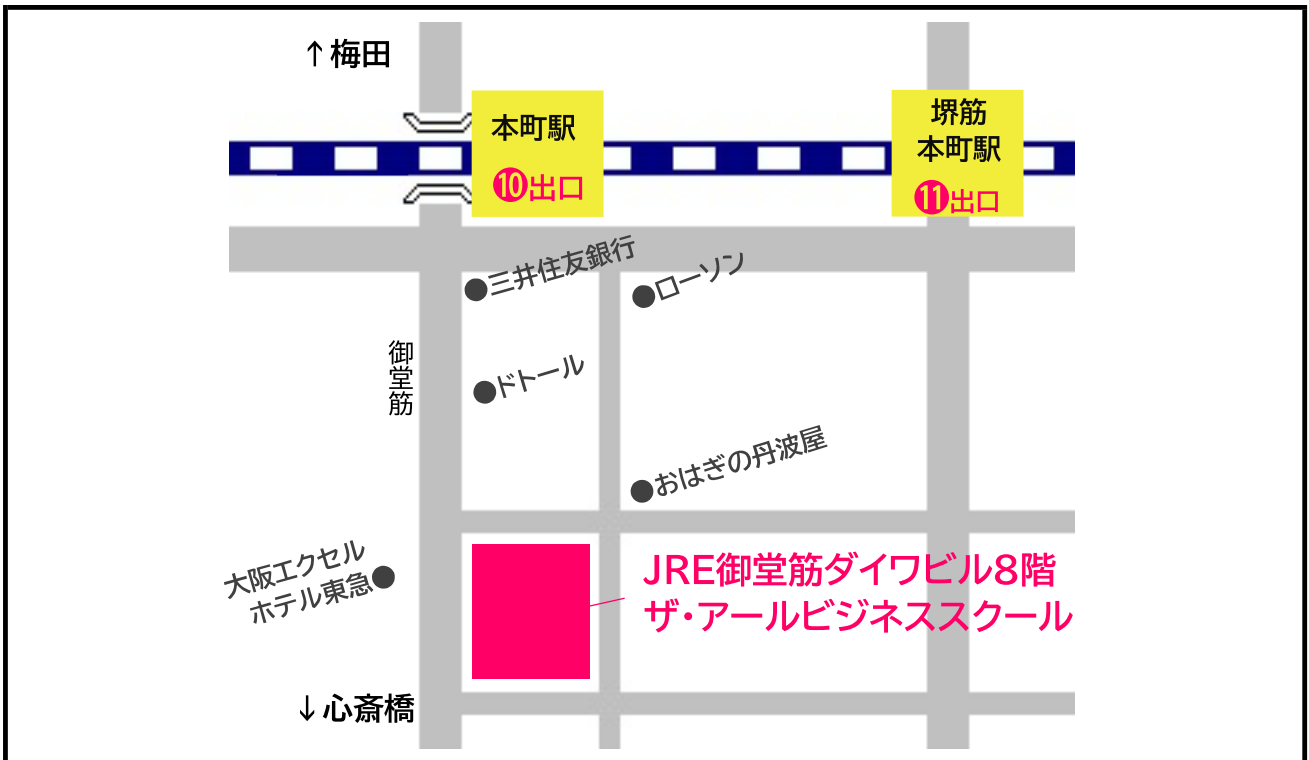 ↑梅田
本町駅
❿出口
堺筋
本町駅
⓫出口
三井住友銀行
ローソン
御堂筋
ドトール
おはぎの丹波屋
大阪エクセル
ホテル東急
JRE御堂筋ダイワビル8階
ザ・アールビジネススクール
↓心斎橋